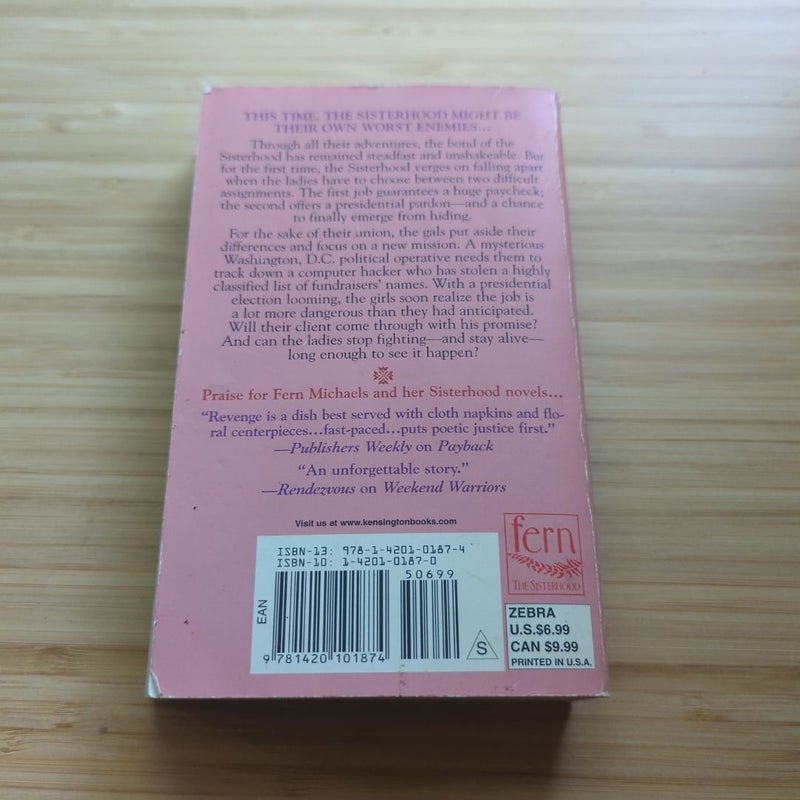 THIS TIME, THE SISTERHOOD MIGHT BE
THEIR OWN WORST ENEMIES...
Through all their adventures, the bond of the
Sisterhood has remained steadfast and unshakeable. But
for the first time, the Sisterhood verges on falling apart
when the ladies have to choose between two difficult
assignments. The first job guarantees a huge paycheck;
the second offers a presidential pardon—and a chance
to finally emerge from hiding.
For the sake of their union, the gals put aside their
differences and focus on a new mission. A mysterious
Washington, D.C. political operative needs them to
track down a computer hacker who has stolen a highly
classified list of fundraisers' names. With a presidential
election looming, the girls soon realize the job is
a lot more dangerous than they had anticipated.
Will their client come through with his promise?
And can the ladies stop fighting—and stay alive—
long enough to see it happen?
Praise for Fern Michaels and her Sisterhood novels...
“Revenge is a dish best served with cloth napkins and flo-
ral centerpieces...fast-paced...puts poetic justice first.”
—Publishers Weekly on Payback
“An unforgettable story.”
—Rendezvous on Weekend Warriors
Visit us at www.kensingtonbooks.com
ISBN-13: 978-1-4201-0187-4
ISBN-10: 1-4201-0187-0
50699
EAN
9 781420 101874
S
fern
THE SISTERHOOD
ZEBRA
U.S.$6.99
CAN $9.99
PRINTED IN U.S.A.